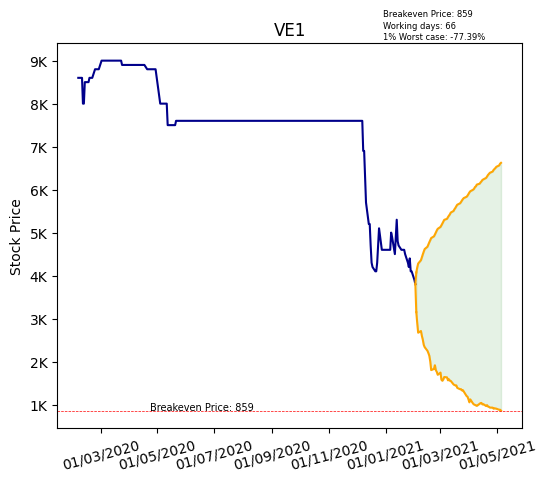 Breakeven Price: 859
Working days: 66
1% Worst case: -77.39%
VE1
Stock Price
9K
8K
7K
6K
5K
4K
3K
2K
1K
Breakeven Price: 859
01/03/2020
01/05/2020
01/07/2020
01/09/2020
01/11/2020
01/01/2021
01/03/2021
01/05/2021